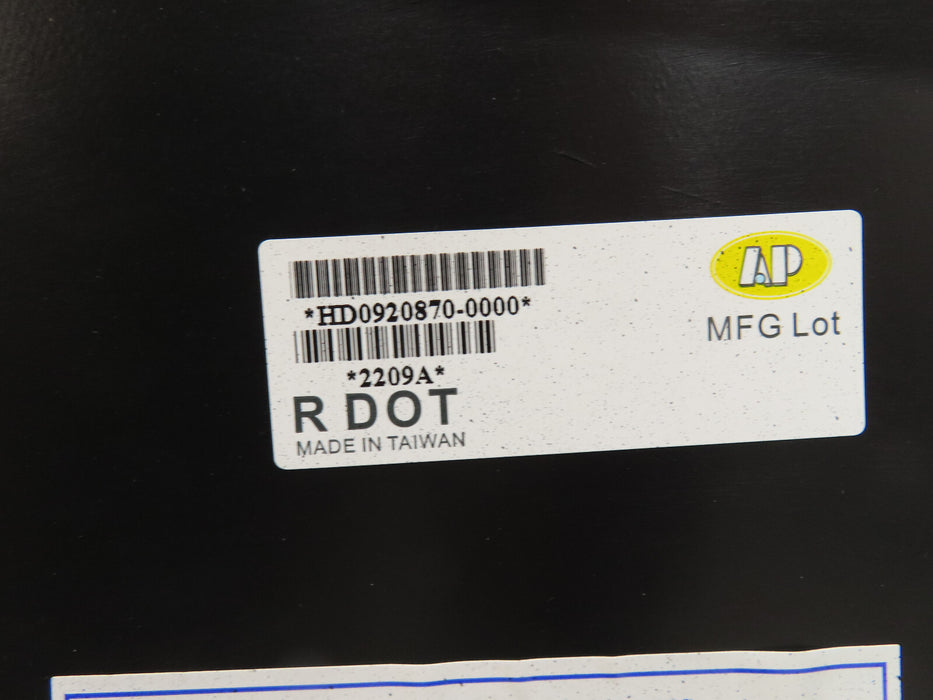 AP
*HD0920870-0000*
MFG Lot
*2209A*
R DOT
MADE IN TAIWAN